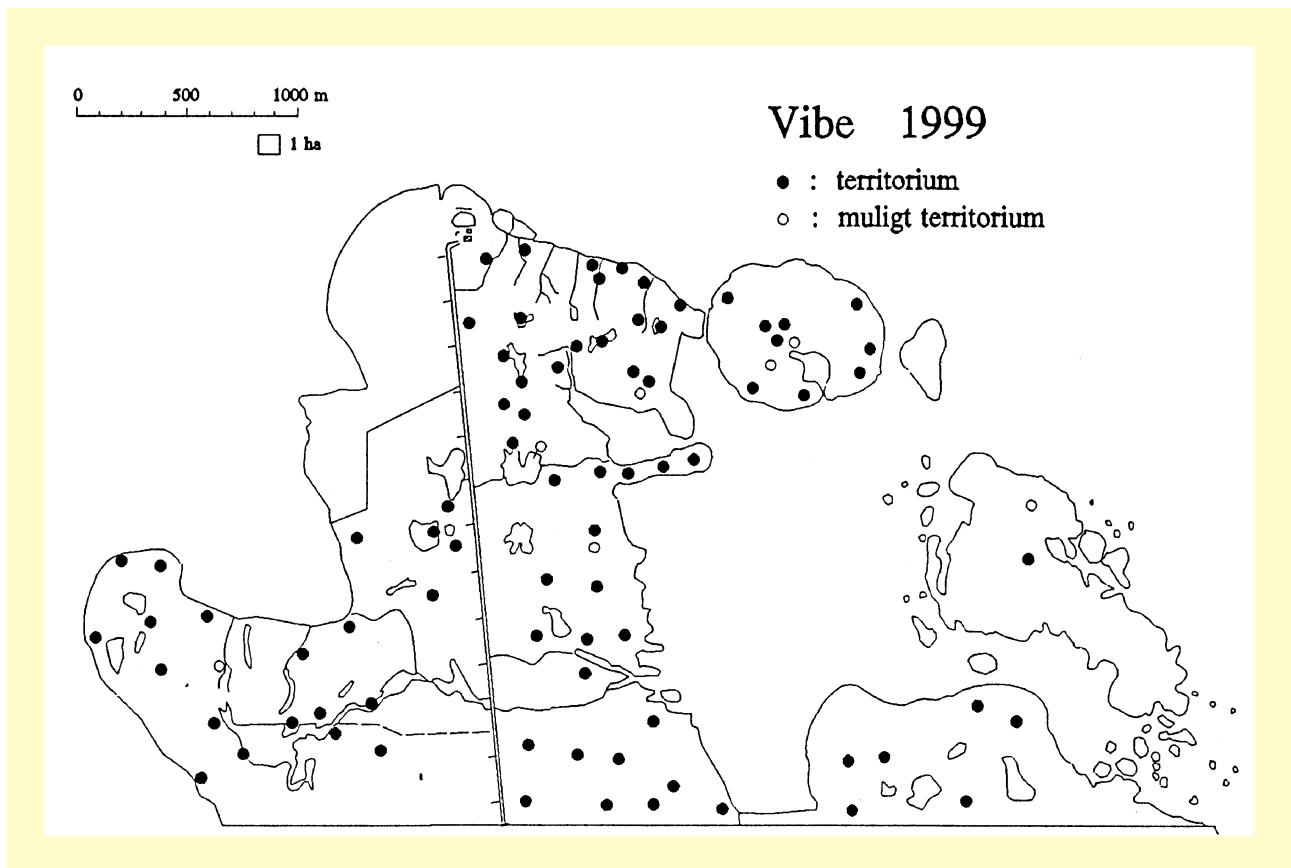 0 500 1000 m
1 ha
Vibe 1999
: territorium
: muligt territorium